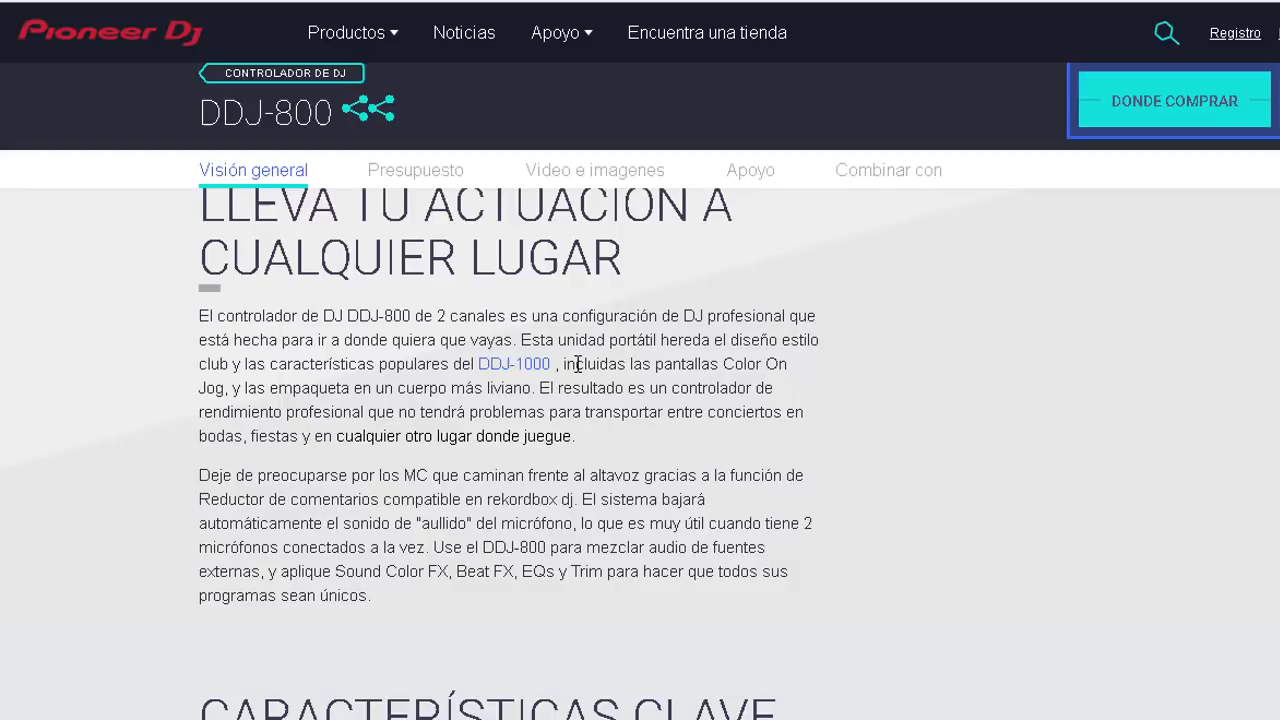 Pioneer Dj
Productos
Noticias
Apoyo
Encuentra una tienda
Registro
CONTROLADOR DE DJ
DDJ-800
DONDE COMPRAR
Visión general
Presupuesto
Video e imagenes
Apoyo
Combinar con
LLEVA TU ACTUACIÓN A
CUALQUIER LUGAR
El controlador de DJ DDJ-800 de 2 canales es una configuración de DJ profesional que
está hecha para ir a donde quiera que vayas. Esta unidad portátil hereda el diseño estilo
club y las características populares del DDJ-1000 , incluidas las pantallas Color On
Jog, y las empaqueta en un cuerpo más liviano. El resultado es un controlador de
rendimiento profesional que no tendrá problemas para transportar entre conciertos en
bodas, fiestas y en cualquier otro lugar donde juegue.
Deje de preocuparse por los MC que caminan frente al altavoz gracias a la función de
Reductor de comentarios compatible en rekordbox dj. El sistema bajará
automáticamente el sonido de "aullido" del micrófono, lo que es muy útil cuando tiene 2
micrófonos conectados a la vez. Use el DDJ-800 para mezclar audio de fuentes
externas, y aplique Sound Color FX, Beat FX, EQs y Trim para hacer que todos sus
programas sean únicos.
CARACTERÍSTICAS CLAVE